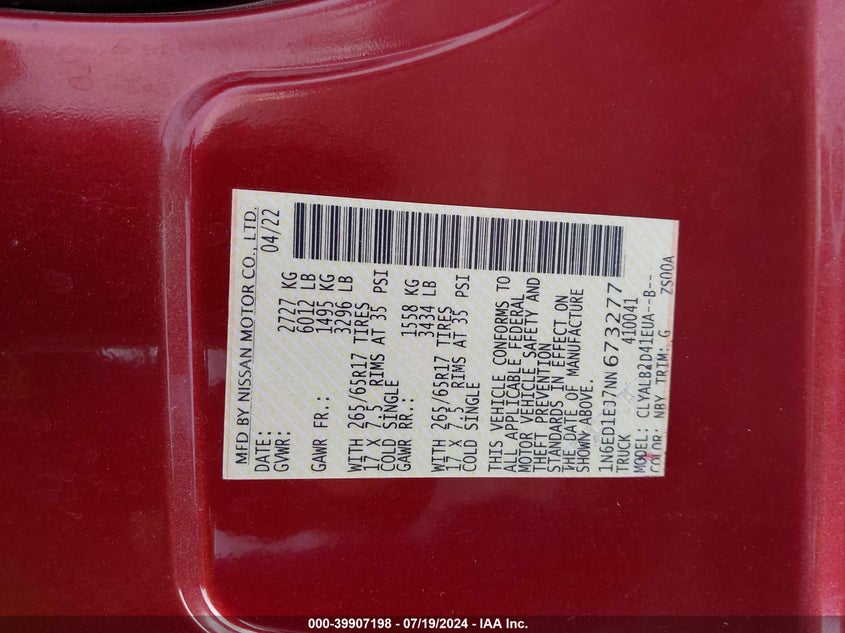 MFD BY NISSAN MOTOR CO., LTD.
DATE: 04/22
GVWR: 2727 KG
6012 LB
GAWR FR.: 1495 KG
3296 LB
WITH 265/65R17 TIRES
17 X 7.5, RIMS AT 35 PSI
COLD SINGLE
GAWR RR.: 1558 KG
3434 LB
WITH 265/65R17 TIRES
17 X 7.5, RIMS AT 35 PSI
COLD SINGLE
THIS VEHICLE CONFORMS TO
ALL APPLICABLE FEDERAL
MOTOR VEHICLE SAFETY AND
THEFT PREVENTION
STANDARDS IN EFFECT ON
THE DATE OF MANUFACTURE
SHOWN ABOVE.
1N6ED1EJ7NN673277
TRUCK 410041
MODEL: CLYALB2D41EUA--B---
COLOR: NBY TRIM: G ZS00A
000-39907198 - 07/19/2024 - IAA Inc.